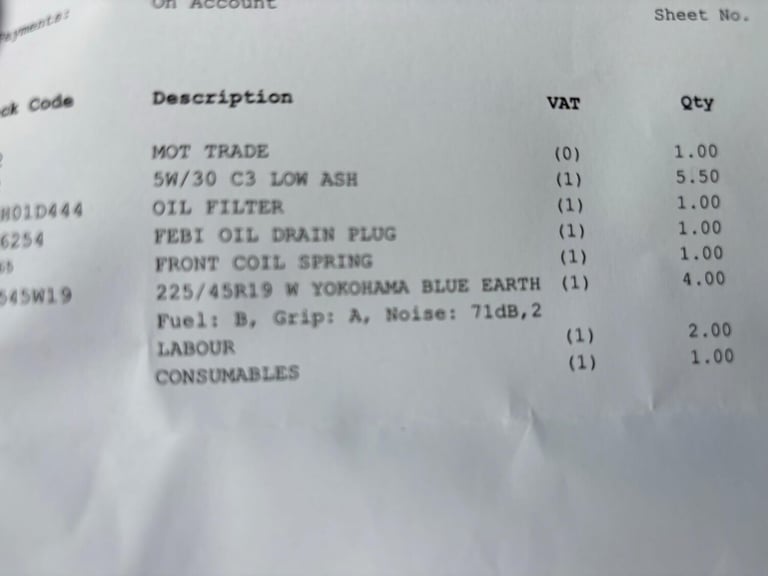 Payments:
On Account
Sheet No.
ck Code Description VAT Qty
MOT TRADE (0) 1.00
5W/30 C3 LOW ASH (1) 5.50
H01D444 OIL FILTER (1) 1.00
6254 FEBI OIL DRAIN PLUG (1) 1.00
FRONT COIL SPRING (1) 1.00
545W19 225/45R19 W YOKOHAMA BLUE EARTH (1) 4.00
Fuel: B, Grip: A, Noise: 71dB,2
LABOUR (1) 2.00
CONSUMABLES (1) 1.00